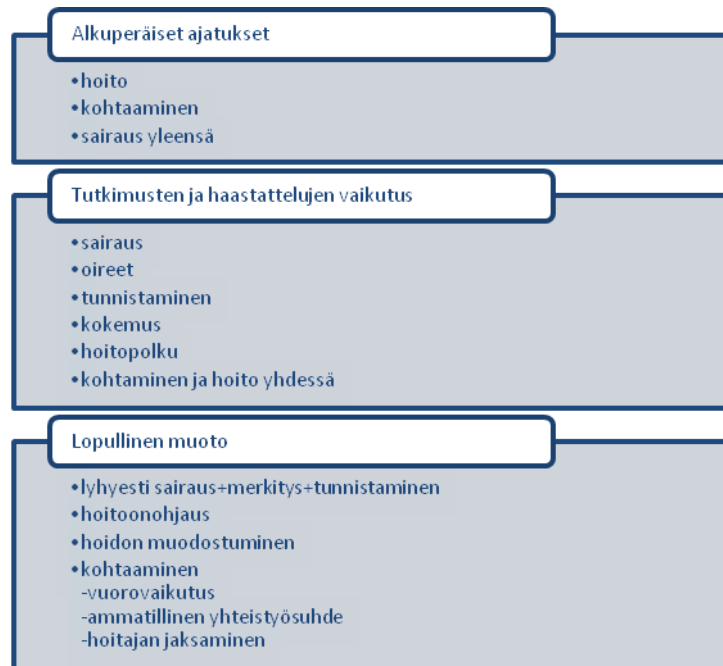 Alkuperäiset ajatukset
•hoito
•kohtaaminen
•sairaus yleensä
Tutkimusten ja haastattelujen vaikutus
•sairaus
•oireet
•tunnistaminen
•kokemus
•hoitopolku
•kohtaminen ja hoito yhdessä
Lopullinen muoto
•lyhyesti sairaus+merkitys+tunnistaminen
•hoitoonohjaus
•hoidon muodostuminen
•kohtaaminen
-vuorovaikutus
-ammatillinen yhteistyösuhde
-hoitajan jaksaminen